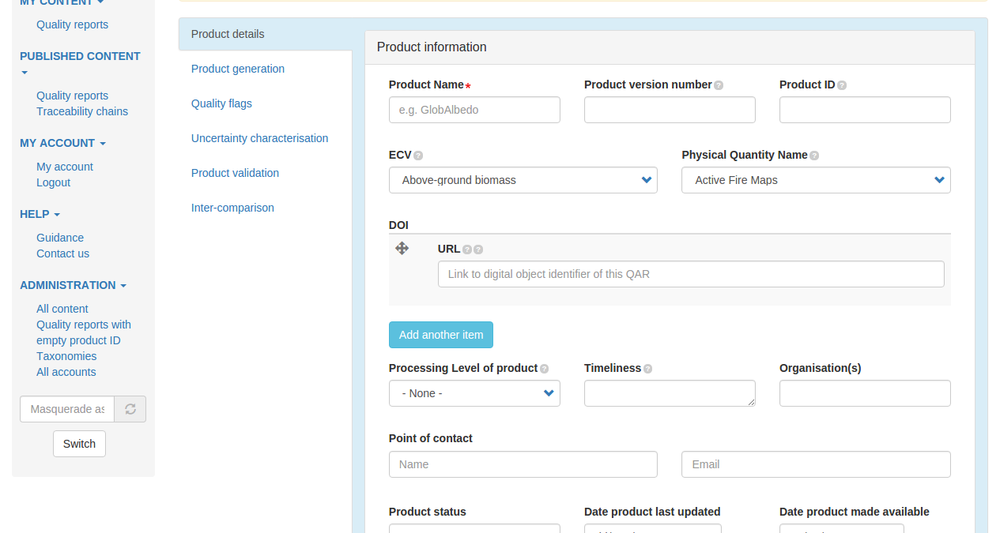 MY CONTENT
Quality reports
PUBLISHED CONTENT
Quality reports
Traceability chains
MY ACCOUNT
My account
Logout
HELP
Guidance
Contact us
ADMINISTRATION
All content
Quality reports with
empty product ID
Taxonomies
All accounts
Masquerade as
Switch
Product details
Product generation
Quality flags
Uncertainty characterisation
Product validation
Inter-comparison
Product information
Product Name* Product version number ? Product ID ?
e.g. GlobAlbedo
ECV ? Physical Quantity Name ?
Above-ground biomass Active Fire Maps
DOI
URL ? ?
Link to digital object identifier of this QAR
Add another item
Processing Level of product ? Timeliness ? Organisation(s)
- None -
Point of contact
Name Email
Product status Date product last updated Date product made available